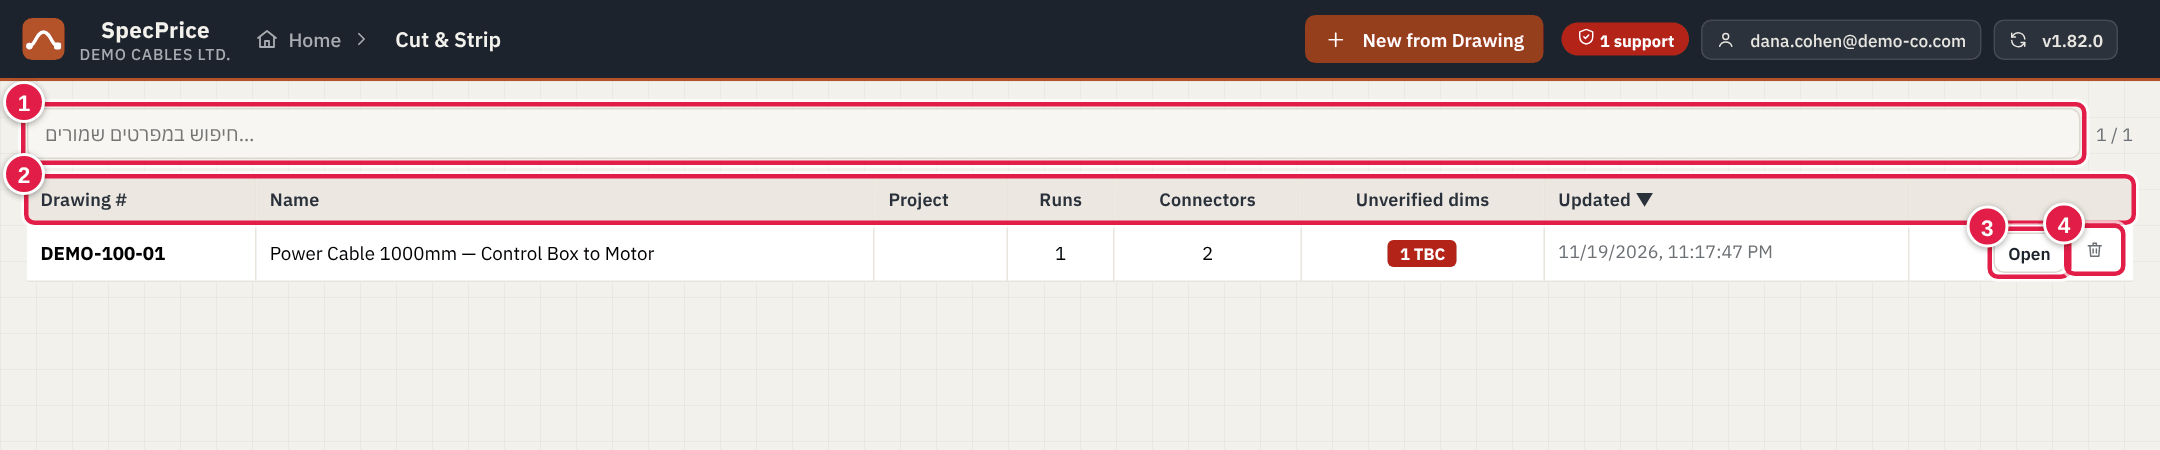 SpecPrice
DEMO CABLES LTD.
Home
Cut & Strip
New from Drawing
1 support
dana.cohen@demo-co.com
v1.82.0
1
חיפוש במפרטים שמורים...
1 / 1
2
Drawing # Name Project Runs Connectors Unverified dims Updated ▼
3 4
DEMO-100-01 Power Cable 1000mm — Control Box to Motor 1 2 1 TBC 11/19/2026, 11:17:47 PM Open